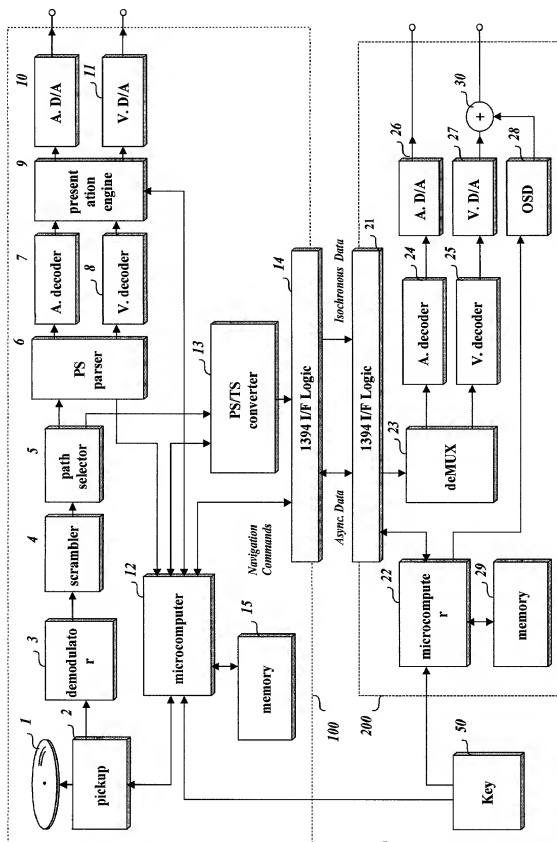 1
2
pickup
3
demodulato
r
4
scrambler
5
path
selector
6
PS
parser
7
A. decoder
8
V. decoder
9
present
ation
engine
10
A. D/A
11
V. D/A
12
microcomputer
13
PS/TS
converter
14
1394 I/F Logic
15
memory
Navigation
Commands
Async. Data
Isochronous Data
100
200
21
1394 I/F Logic
22
microcompute
r
23
deMUX
24
A. decoder
25
V. decoder
26
A. D/A
27
V. D/A
28
OSD
29
memory
30
+
50
Key